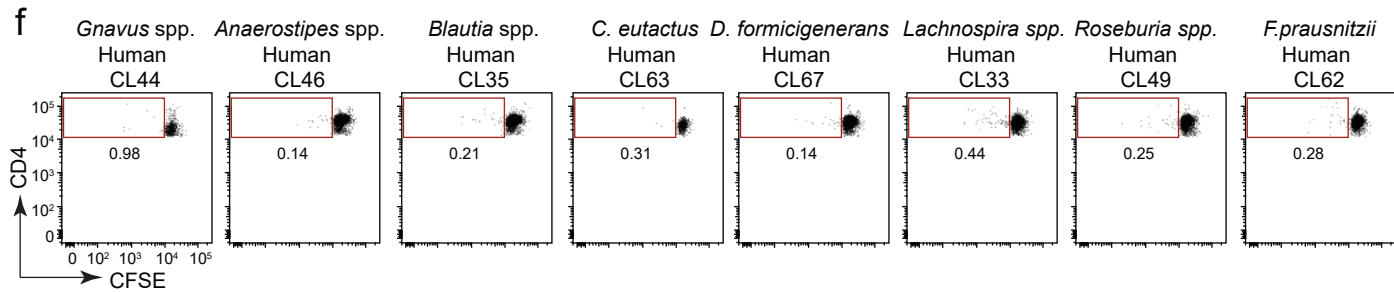 f
Gnavus spp. Anaerostipes spp. Blautia spp. C. eutactus D. formicigenerans Lachnospira spp. Roseburia spp. F.prausnitzii
Human Human Human Human Human Human Human Human
CL44 CL46 CL35 CL63 CL67 CL33 CL49 CL62
10⁵
10⁴
0.98 0.14 0.21 0.31 0.14 0.44 0.25 0.28
10³
10²
0
CD4
0 10² 10³ 10⁴ 10⁵
CFSE